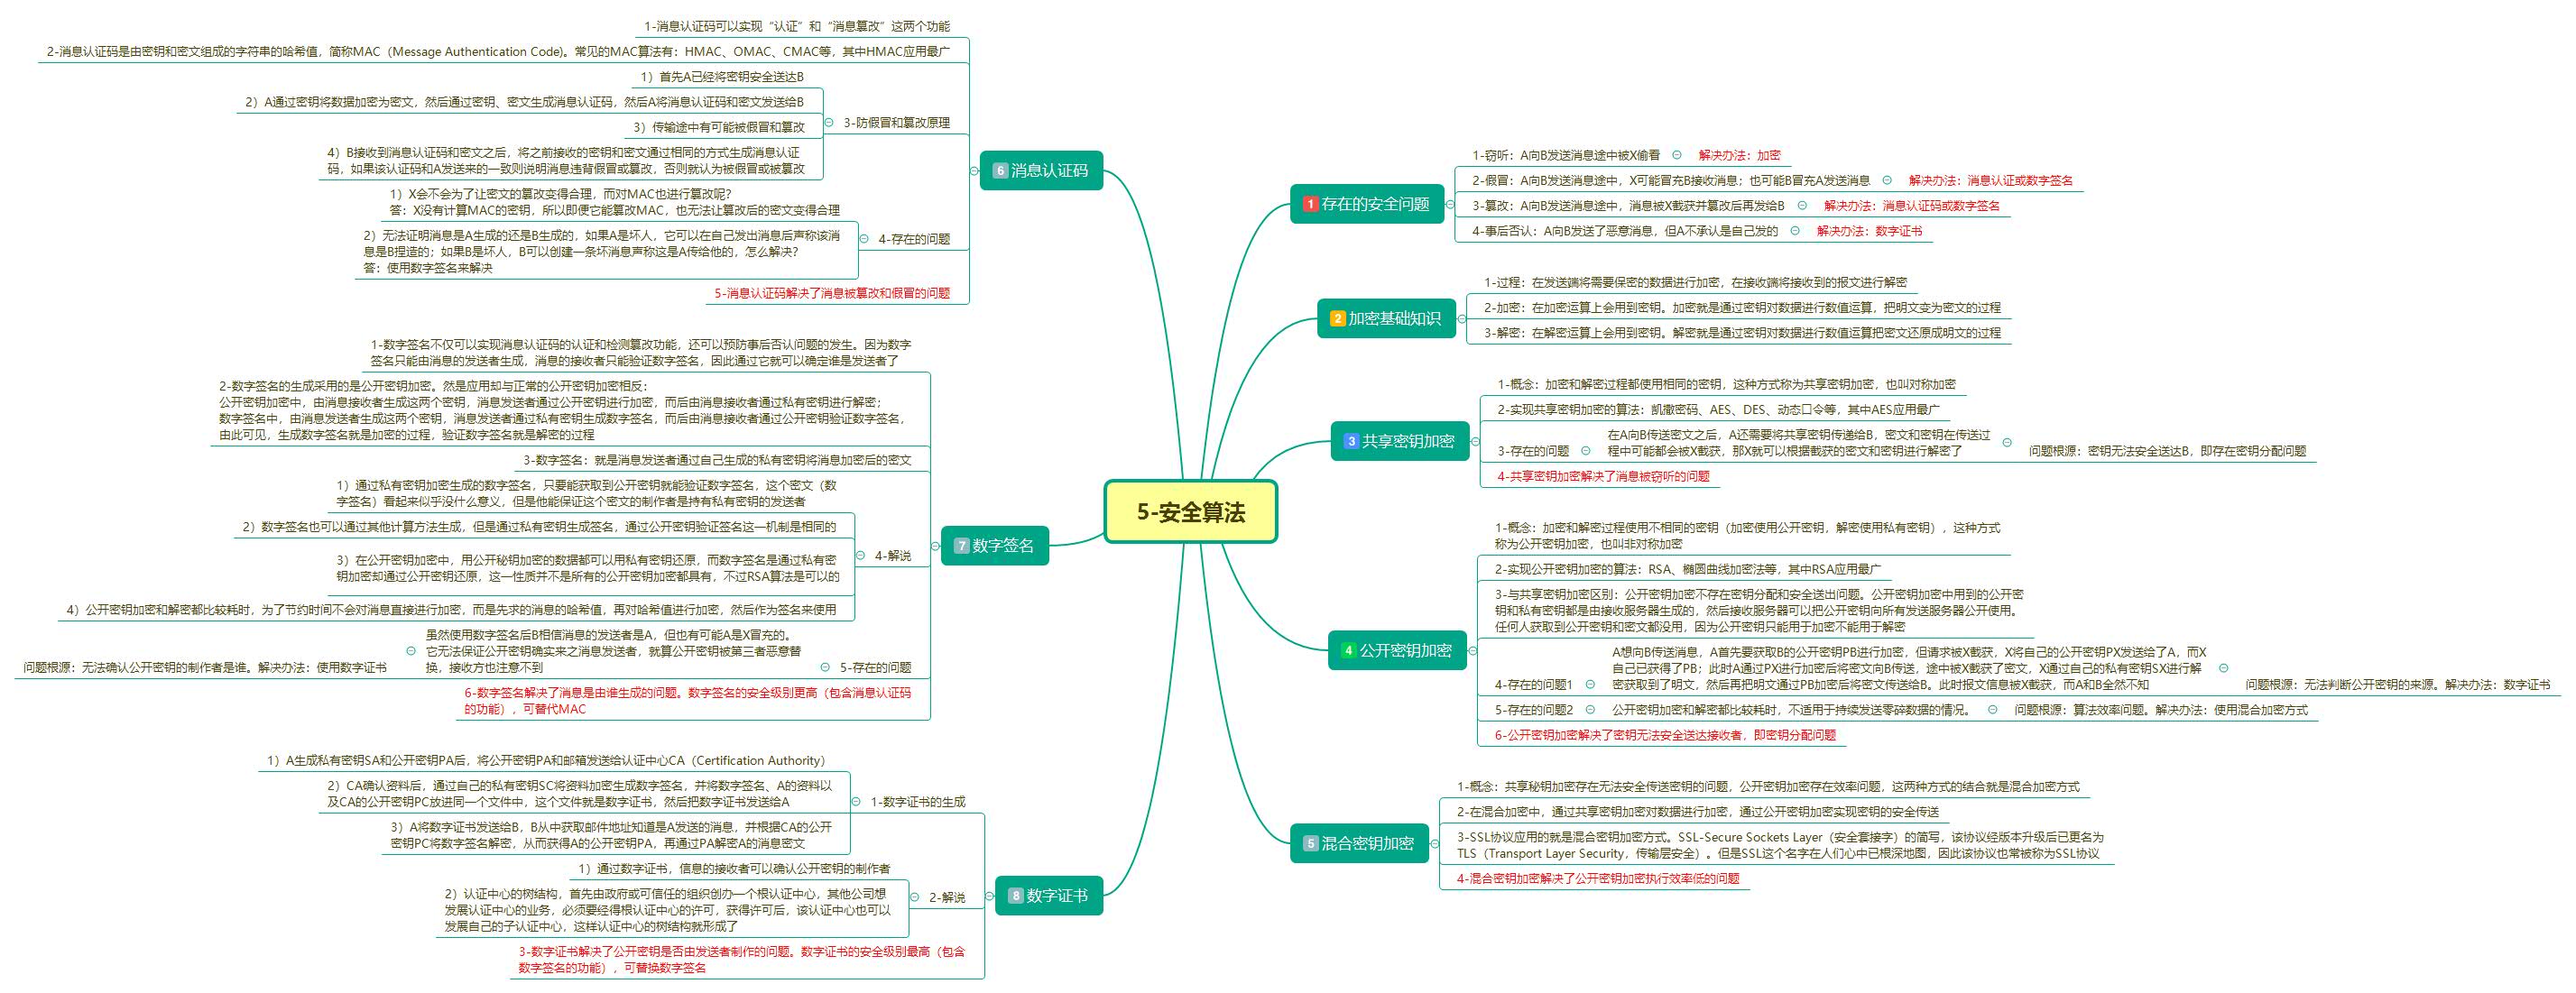 5-安全算法
1 存在的安全问题
1-窃听：A向B发送消息途中被X偷看
解决办法：加密
2-假冒：A向B发送消息途中，X可能冒充B接收消息；也可能B冒充A发送消息
解决办法：消息认证或数字签名
3-篡改：A向B发送消息途中，消息被X截获并篡改后再发给B
解决办法：消息认证码或数字签名
4-事后否认：A向B发送了恶意消息，但A不承认是自己发的
解决办法：数字证书
2 加密基础知识
1-过程：在发送端将需要保密的数据进行加密，在接收端将接收到的报文进行解密
2-加密：在加密运算上会用到密钥。加密就是通过密钥对数据进行数值运算，把明文变为密文的过程
3-解密：在解密运算上会用到密钥。解密就是通过密钥对数据进行数值运算把密文还原成明文的过程
3 共享密钥加密
1-概念：加密和解密过程都使用相同的密钥，这种方式称为共享密钥加密，也叫对称加密
2-实现共享密钥加密的算法：凯撒密码、AES、DES、动态口令等，其中AES应用最广
3-存在的问题
在A向B传送密文之后，A还需要将共享密钥传递给B，密文和密钥在传送过
程中可能都会被X截获，那X就可以根据截获的密文和密钥进行解密了
问题根源：密钥无法安全送达B，即存在密钥分配问题
4-共享密钥加密解决了消息被窃听的问题
4 公开密钥加密
1-概念：加密和解密过程使用不相同的密钥（加密使用公开密钥，解密使用私有密钥），这种方式
称为公开密钥加密，也叫非对称加密
2-实现公开密钥加密的算法：RSA、椭圆曲线加密法等，其中RSA应用最广
3-与共享密钥加密区别：公开密钥加密不存在密钥分配和安全送出问题。公开密钥加密中用到的公开密
钥和私有密钥都是由接收服务器生成的，然后接收服务器可以把公开密钥向所有发送服务器公开使用。
任何人获取到公开密钥和密文都没用，因为公开密钥只能用于加密不能用于解密
4-存在的问题1
A想向B传送消息，A首先要获取B的公开密钥PB进行加密，但请求被X截获，X将自己的公开密钥PX发送给了A，而X
自己已获得了PB；此时A通过PX进行加密后将密文向B传送，途中被X截获了密文，X通过自己的私有密钥SX进行解
密获取到了明文，然后再把明文通过PB加密后将密文传送给B。此时报文信息被X截获，而A和B全然不知
问题根源：无法判断公开密钥的来源。解决办法：数字证书
5-存在的问题2
公开密钥加密和解密都比较耗时，不适用于持续发送零碎数据的情况。
问题根源：算法效率问题。解决办法：使用混合加密方式
6-公开密钥加密解决了密钥无法安全送达接收者，即密钥分配问题
5 混合密钥加密
1-概念：共享秘钥加密存在无法安全传送密钥的问题，公开密钥加密存在效率问题，这两种方式的结合就是混合加密方式
2-在混合加密中，通过共享密钥加密对数据进行加密，通过公开密钥加密实现密钥的安全传送
3-SSL协议应用的就是混合密钥加密方式。SSL-Secure Sockets Layer（安全套接字）的简写，该协议经版本升级后已更名为
TLS（Transport Layer Security，传输层安全）。但是SSL这个名字在人们心中已根深地图，因此该协议也常被称为SSL协议
4-混合密钥加密解决了公开密钥加密执行效率低的问题
6 消息认证码
1-消息认证码可以实现“认证”和“消息篡改”这两个功能
2-消息认证码是由密钥和密文组成的字符串的哈希值，简称MAC（Message Authentication Code)。常见的MAC算法有：HMAC、OMAC、CMAC等，其中HMAC应用最广
3-防假冒和篡改原理
1）首先A已经将密钥安全送达B
2）A通过密钥将数据加密为密文，然后通过密钥、密文生成消息认证码，然后A将消息认证码和密文发送给B
3）传输途中有可能被假冒和篡改
4）B接收到消息认证码和密文之后，将之前接收的密钥和密文通过相同的方式生成消息认证
码，如果该认证码和A发送来的一致则说明消息违背假冒或篡改，否则就认为被假冒或被篡改
4-存在的问题
1）X会不会为了让密文的篡改变得合理，而对MAC也进行篡改呢？
答：X没有计算MAC的密钥，所以即便它能篡改MAC，也无法让篡改后的密文变得合理
2）无法证明消息是A生成的还是B生成的，如果A是坏人，它可以在自己发出消息后声称该消
息是B捏造的；如果B是坏人，B可以创建一条坏消息声称这是A传给他的，怎么解决？
答：使用数字签名来解决
5-消息认证码解决了消息被篡改和假冒的问题
7 数字签名
1-数字签名不仅可以实现消息认证码的认证和检测篡改功能，还可以预防事后否认问题的发生。因为数字
签名只能由消息的发送者生成，消息的接收者只能验证数字签名，因此通过它就可以确定谁是发送者了
2-数字签名的生成采用的是公开密钥加密。然是应用却与正常的公开密钥加密相反：
公开密钥加密中，由消息接收者生成这两个密钥，消息发送者通过公开密钥进行加密，而后由消息接收者通过私有密钥进行解密；
数字签名中，由消息发送者生成这两个密钥，消息发送者通过私有密钥生成数字签名，而后由消息接收者通过公开密钥验证数字签名，
由此可见，生成数字签名就是加密的过程，验证数字签名就是解密的过程
3-数字签名：就是消息发送者通过自己生成的私有密钥将消息加密后的密文
4-解说
1）通过私有密钥加密生成的数字签名，只要能获取到公开密钥就能验证数字签名，这个密文（数
字签名）看起来似乎没什么意义，但是他能保证这个密文的制作者是持有私有密钥的发送者
2）数字签名也可以通过其他计算方法生成，但是通过私有密钥生成签名，通过公开密钥验证签名这一机制是相同的
3）在公开密钥加密中，用公开秘钥加密的数据都可以用私有密钥还原，而数字签名是通过私有密
钥加密却通过公开密钥还原，这一性质并不是所有的公开密钥加密都具有，不过RSA算法是可以的
4）公开密钥加密和解密都比较耗时，为了节约时间不会对消息直接进行加密，而是先求的消息的哈希值，再对哈希值进行加密，然后作为签名来使用
5-存在的问题
虽然使用数字签名后B相信消息的发送者是A，但也有可能A是X冒充的。
它无法保证公开密钥确实来之消息发送者，就算公开密钥被第三者恶意替
换，接收方也注意不到
问题根源：无法确认公开密钥的制作者是谁。解决办法：使用数字证书
6-数字签名解决了消息是由谁生成的问题。数字签名的安全级别更高（包含消息认证码
的功能），可替代MAC
8 数字证书
1-数字证书的生成
1）A生成私有密钥SA和公开密钥PA后，将公开密钥PA和邮箱发送给认证中心CA（Certification Authority）
2）CA确认资料后，通过自己的私有密钥SC将资料加密生成数字签名，并将数字签名、A的资料以
及CA的公开密钥PC放进同一个文件中，这个文件就是数字证书，然后把数字证书发送给A
3）A将数字证书发送给B，B从中获取邮件地址知道是A发送的消息，并根据CA的公开
密钥PC将数字签名解密，从而获得A的公开密钥PA，再通过PA解密A的消息密文
2-解说
1）通过数字证书，信息的接收者可以确认公开密钥的制作者
2）认证中心的树结构，首先由政府或可信任的组织创办一个根认证中心，其他公司想
发展认证中心的业务，必须要经得根认证中心的许可，获得许可后，该认证中心也可以
发展自己的子认证中心，这样认证中心的树结构就形成了
3-数字证书解决了公开密钥是否由发送者制作的问题。数字证书的安全级别最高（包含
数字签名的功能），可替换数字签名